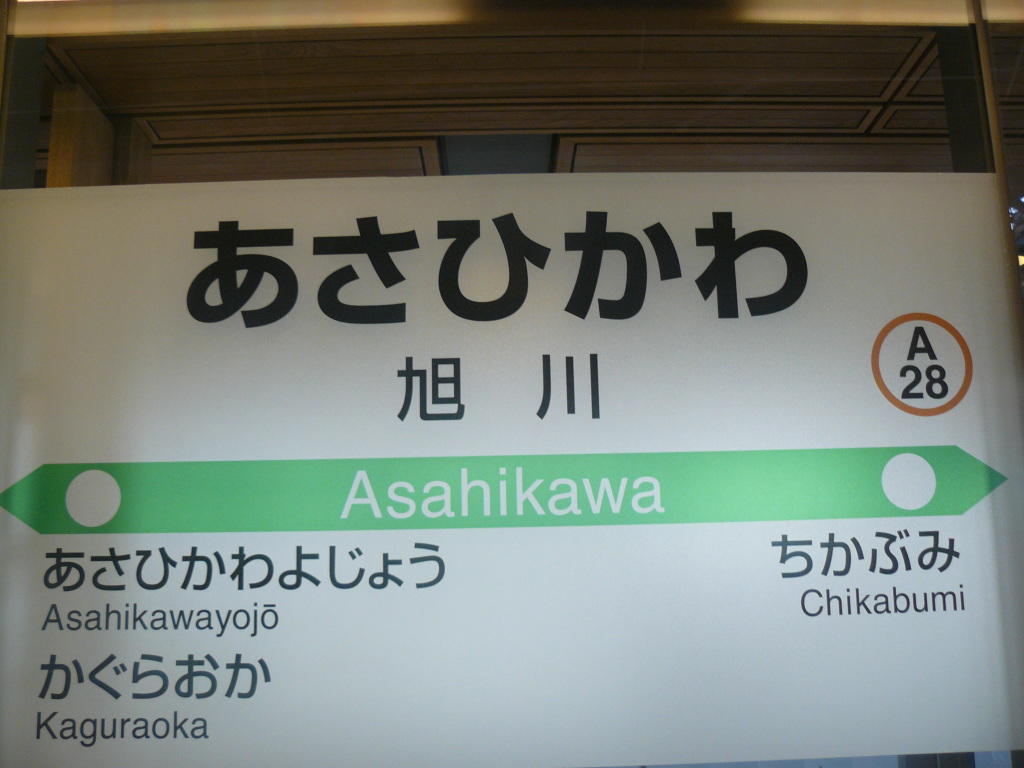 あさひかわ
旭川
A
28
Asahikawa
あさひかわよじょう
Asahikawayojō
かぐらおか
Kaguraoka
ちかぶみ
Chikabumi